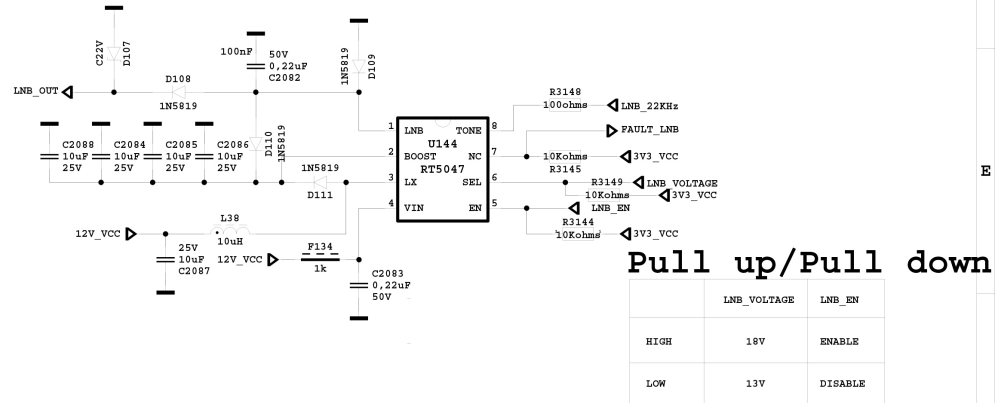 C22V
D107
100nF
50V
0,22uF
C2082
1N5819
D109
LNB_OUT
D108
1N5819
R3148
100ohms
LNB_22KHz
FAULT_LNB
C2088
10uF
25V
C2084
10uF
25V
C2085
10uF
25V
C2086
10uF
25V
D110
1N5819
1 LNB TONE 8
U144
2 BOOST NC 7
RT5047
3 LX SEL 6
4 VIN EN 5
10Kohms
R3145
3V3_VCC
1N5819
D111
R3149
10Kohms
LNB_VOLTAGE
3V3_VCC
LNB_EN
R3144
10Kohms
3V3_VCC
12V_VCC
L38
10uH
25V
10uF
C2087
12V_VCC
F134
1k
C2083
0,22uF
50V
E
Pull up/Pull down
LNB_VOLTAGE LNB_EN
HIGH 18V ENABLE
LOW 13V DISABLE